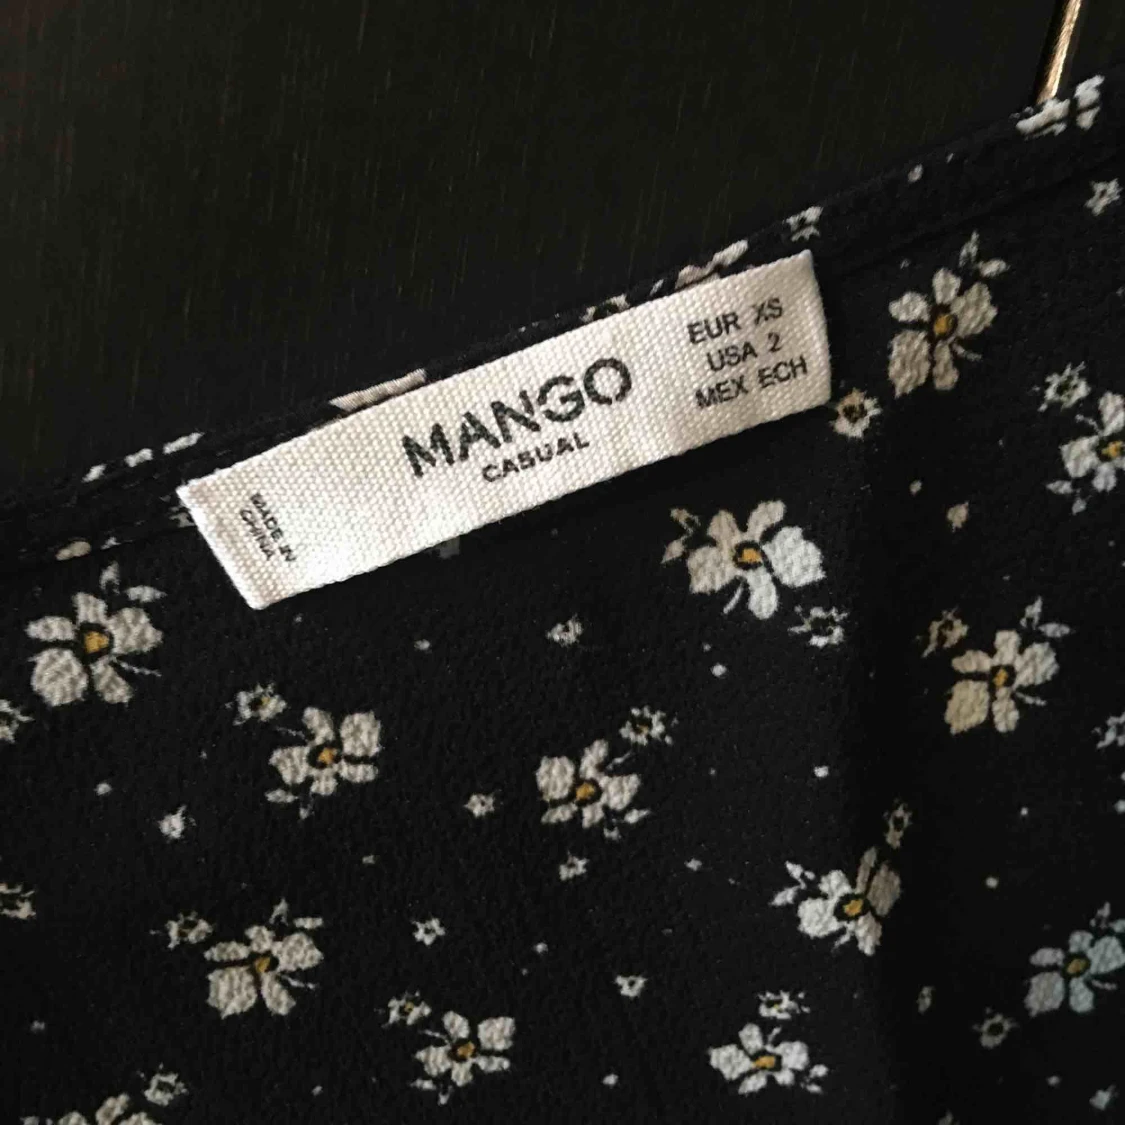 MANGO
CASUAL
EUR XS
USA 2
MEX ECH
MADE IN
CHINA